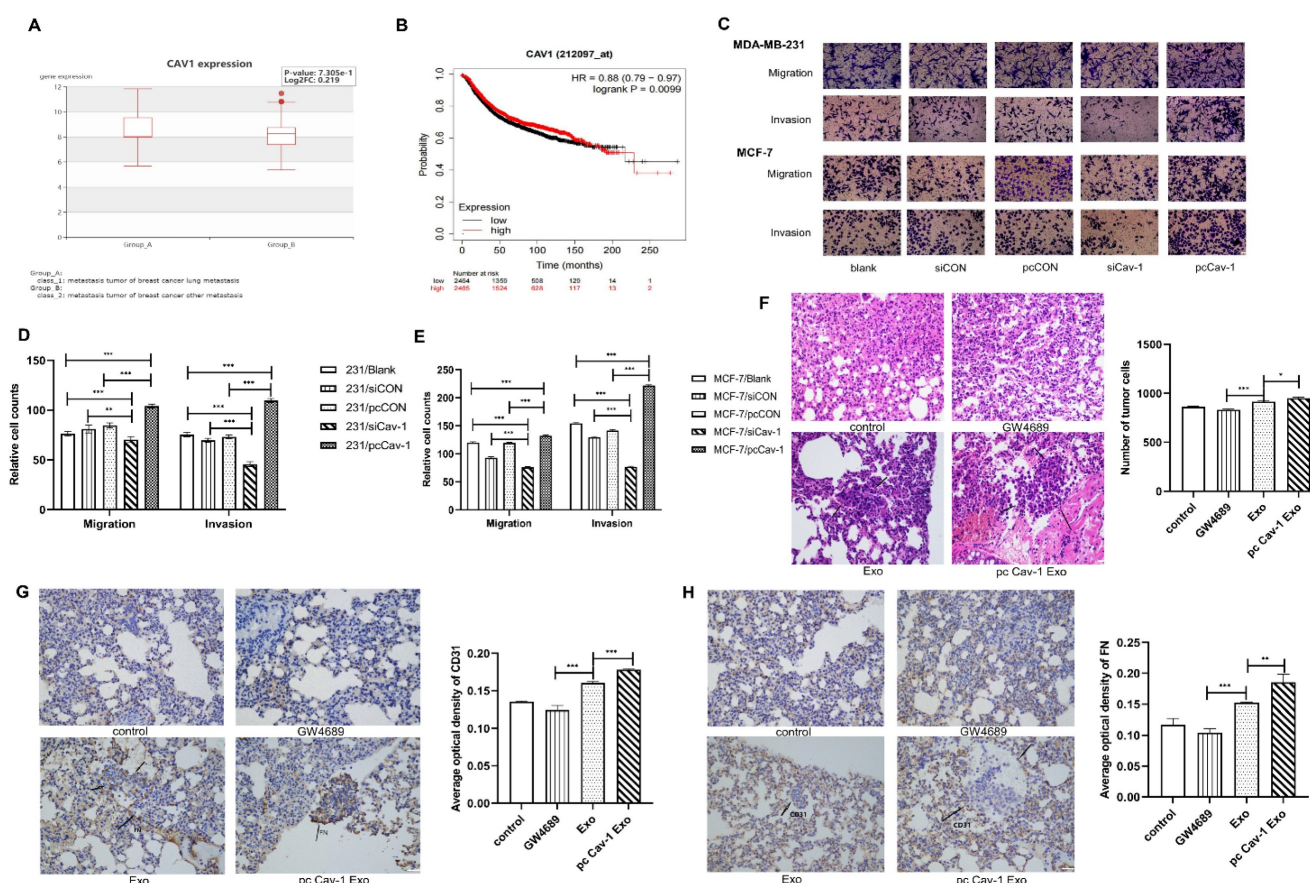 A
CAV1 expression
gene expression
P-value: 7.305e-1
Log2FC: 0.219
12
10
8
6
4
2
0
Group_A
Group_B
Group_A:
class_1: metastasis tumor of breast cancer lung metastasis
Group_B:
class_2: metastasis tumor of breast cancer other metastasis
B
CAV1 (212097_at)
HR = 0.88 (0.79 − 0.97)
logrank P = 0.0099
Probability
1.0
0.8
0.6
0.4
0.2
0.0
Expression
low
high
0 50 100 150 200 250
Time (months)
Number at risk
low 2464 1355 508 129 14 1
high 2465 1524 628 117 13 2
C
MDA-MB-231
Migration
Invasion
MCF-7
Migration
Invasion
blank siCON pcCON siCav-1 pcCav-1
D
Relative cell counts
150
100
50
0
*** *** *** **
*** *** *** ***
Migration Invasion
231/Blank
231/siCON
231/pcCON
231/siCav-1
231/pcCav-1
E
Relative cell counts
250
200
150
100
50
0
*** *** *** ***
*** *** *** ***
Migration Invasion
MCF-7/Blank
MCF-7/siCON
MCF-7/pcCON
MCF-7/siCav-1
MCF-7/pcCav-1
F
control GW4689
Exo pc Cav-1 Exo
Number of tumor cells
1500
1000
500
0
*** *
control GW4689 Exo pc Cav-1 Exo
G
control GW4689
FN
FN
Exo pc Cav-1 Exo
Average optical density of CD31
0.20
0.15
0.10
0.05
0.00
*** ***
control GW4689 Exo pc Cav-1 Exo
H
control GW4689
CD31
CD31
Exo pc Cav-1 Exo
Average optical density of FN
0.25
0.20
0.15
0.10
0.05
0.00
*** **
control GW4689 Exo pc Cav-1 Exo